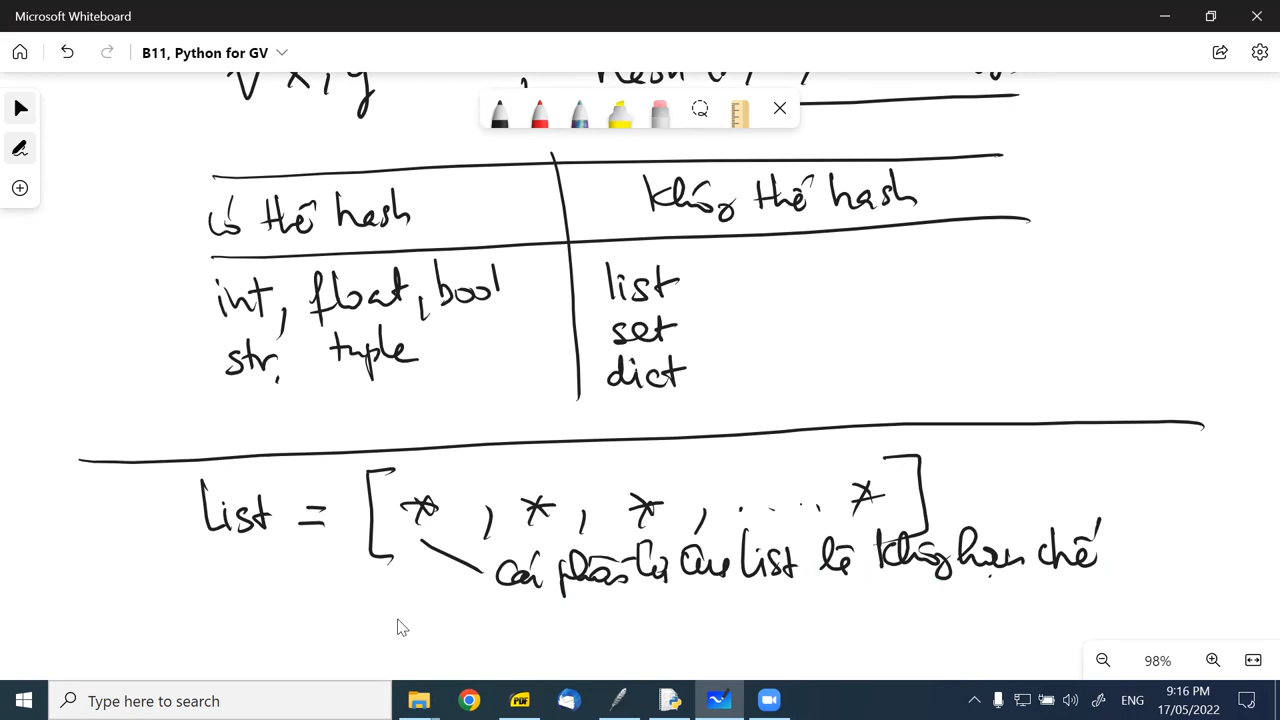 Microsoft Whiteboard
B11, Python for GV
∀ x, y
có thể hash
không thể hash
int, float, bool
str, tuple
list
set
dict
List = [ * , * , * , ..... * ]
các phần tử của list là không hạn chế
98%
Type here to search
PDF
ENG
9:16 PM
17/05/2022